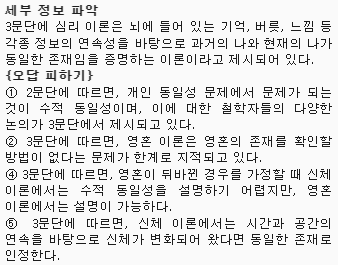 세부 정보 파악
3문단에 심리 이론은 뇌에 들어 있는 기억, 버릇, 느낌 등
각종 정보의 연속성을 바탕으로 과거의 나와 현재의 나가
동일한 존재임을 증명하는 이론이라고 제시되어 있다.
{오답 피하기}
① 2문단에 따르면, 개인 동일성 문제에서 문제가 되는
것이 수적 동일성이며, 이에 대한 철학자들의 다양한
논의가 3문단에서 제시되고 있다.
② 3문단에 따르면, 영혼 이론은 영혼의 존재를 확인할
방법이 없다는 문제가 한계로 지적되고 있다.
④ 3문단에 따르면, 영혼이 뒤바뀐 경우를 가정할 때 신체
이론에서는 수적 동일성을 설명하기 어렵지만, 영혼
이론에서는 설명이 가능하다.
⑤ 3문단에 따르면, 신체 이론에서는 시간과 공간의
연속을 바탕으로 신체가 변화되어 왔다면 동일한 존재로
인정한다.